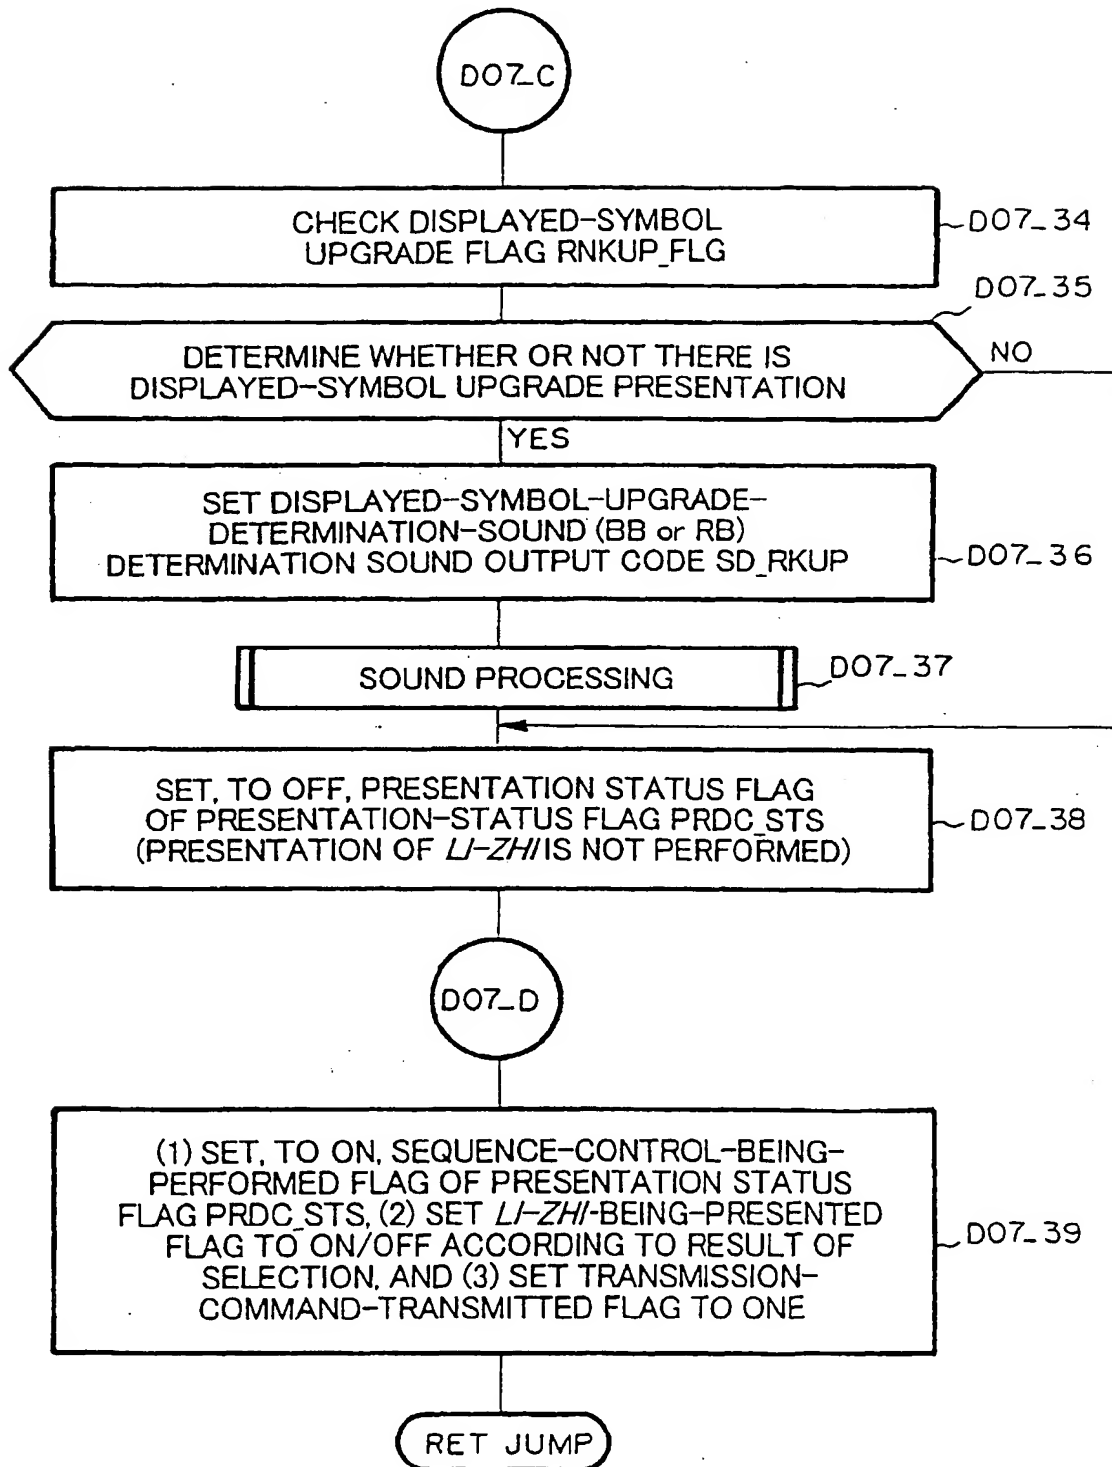 D07_C
CHECK DISPLAYED-SYMBOL
UPGRADE FLAG RNKUP_FLG
D07_34
D07_35
DETERMINE WHETHER OR NOT THERE IS
DISPLAYED-SYMBOL UPGRADE PRESENTATION
NO
YES
SET DISPLAYED-SYMBOL-UPGRADE-
DETERMINATION-SOUND (BB or RB)
DETERMINATION SOUND OUTPUT CODE SD_RKUP
D07_36
SOUND PROCESSING
D07_37
SET, TO OFF, PRESENTATION STATUS FLAG
OF PRESENTATION-STATUS FLAG PRDC_STS
(PRESENTATION OF LI-ZHI IS NOT PERFORMED)
D07_38
D07_D
(1) SET, TO ON, SEQUENCE-CONTROL-BEING-
PERFORMED FLAG OF PRESENTATION STATUS
FLAG PRDC_STS, (2) SET LI-ZHI-BEING-PRESENTED
FLAG TO ON/OFF ACCORDING TO RESULT OF
SELECTION, AND (3) SET TRANSMISSION-
COMMAND-TRANSMITTED FLAG TO ONE
D07_39
RET JUMP